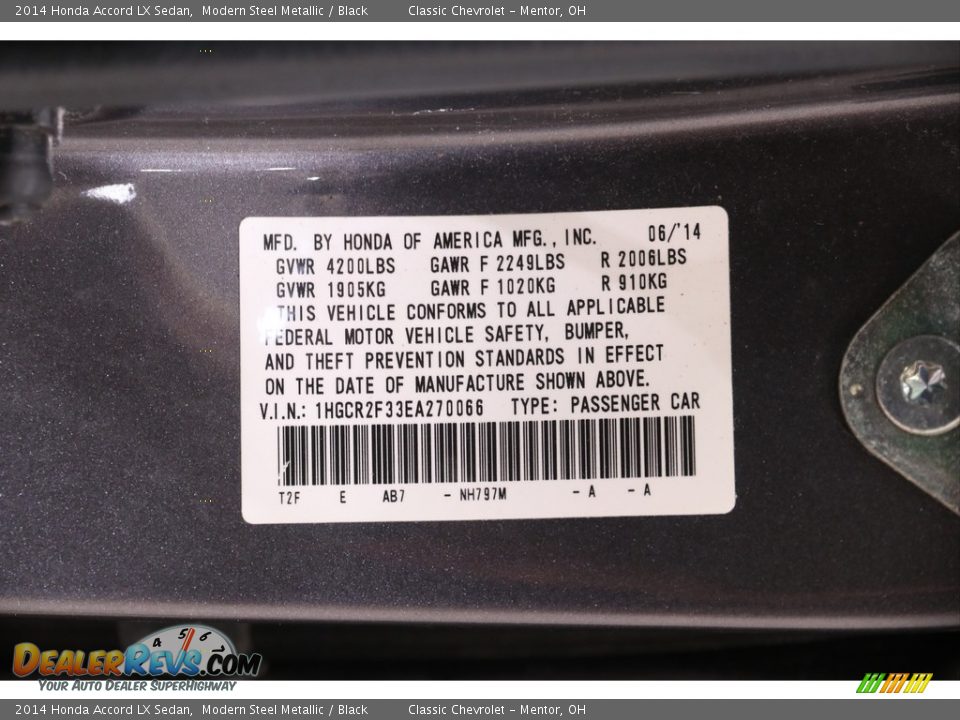 2014 Honda Accord LX Sedan, Modern Steel Metallic / Black Classic Chevrolet – Mentor, OH
MFD. BY HONDA OF AMERICA MFG., INC. 06/'14
GVWR 4200LBS GAWR F 2249LBS R 2006LBS
GVWR 1905KG GAWR F 1020KG R 910KG
THIS VEHICLE CONFORMS TO ALL APPLICABLE
FEDERAL MOTOR VEHICLE SAFETY, BUMPER,
AND THEFT PREVENTION STANDARDS IN EFFECT
ON THE DATE OF MANUFACTURE SHOWN ABOVE.
V.I.N.: 1HGCR2F33EA270066 TYPE: PASSENGER CAR
T2F E AB7 - NH797M - A - A
4 5 6
DEALERREVS.COM
YOUR AUTO DEALER SUPERHIGHWAY
2014 Honda Accord LX Sedan, Modern Steel Metallic / Black Classic Chevrolet – Mentor, OH